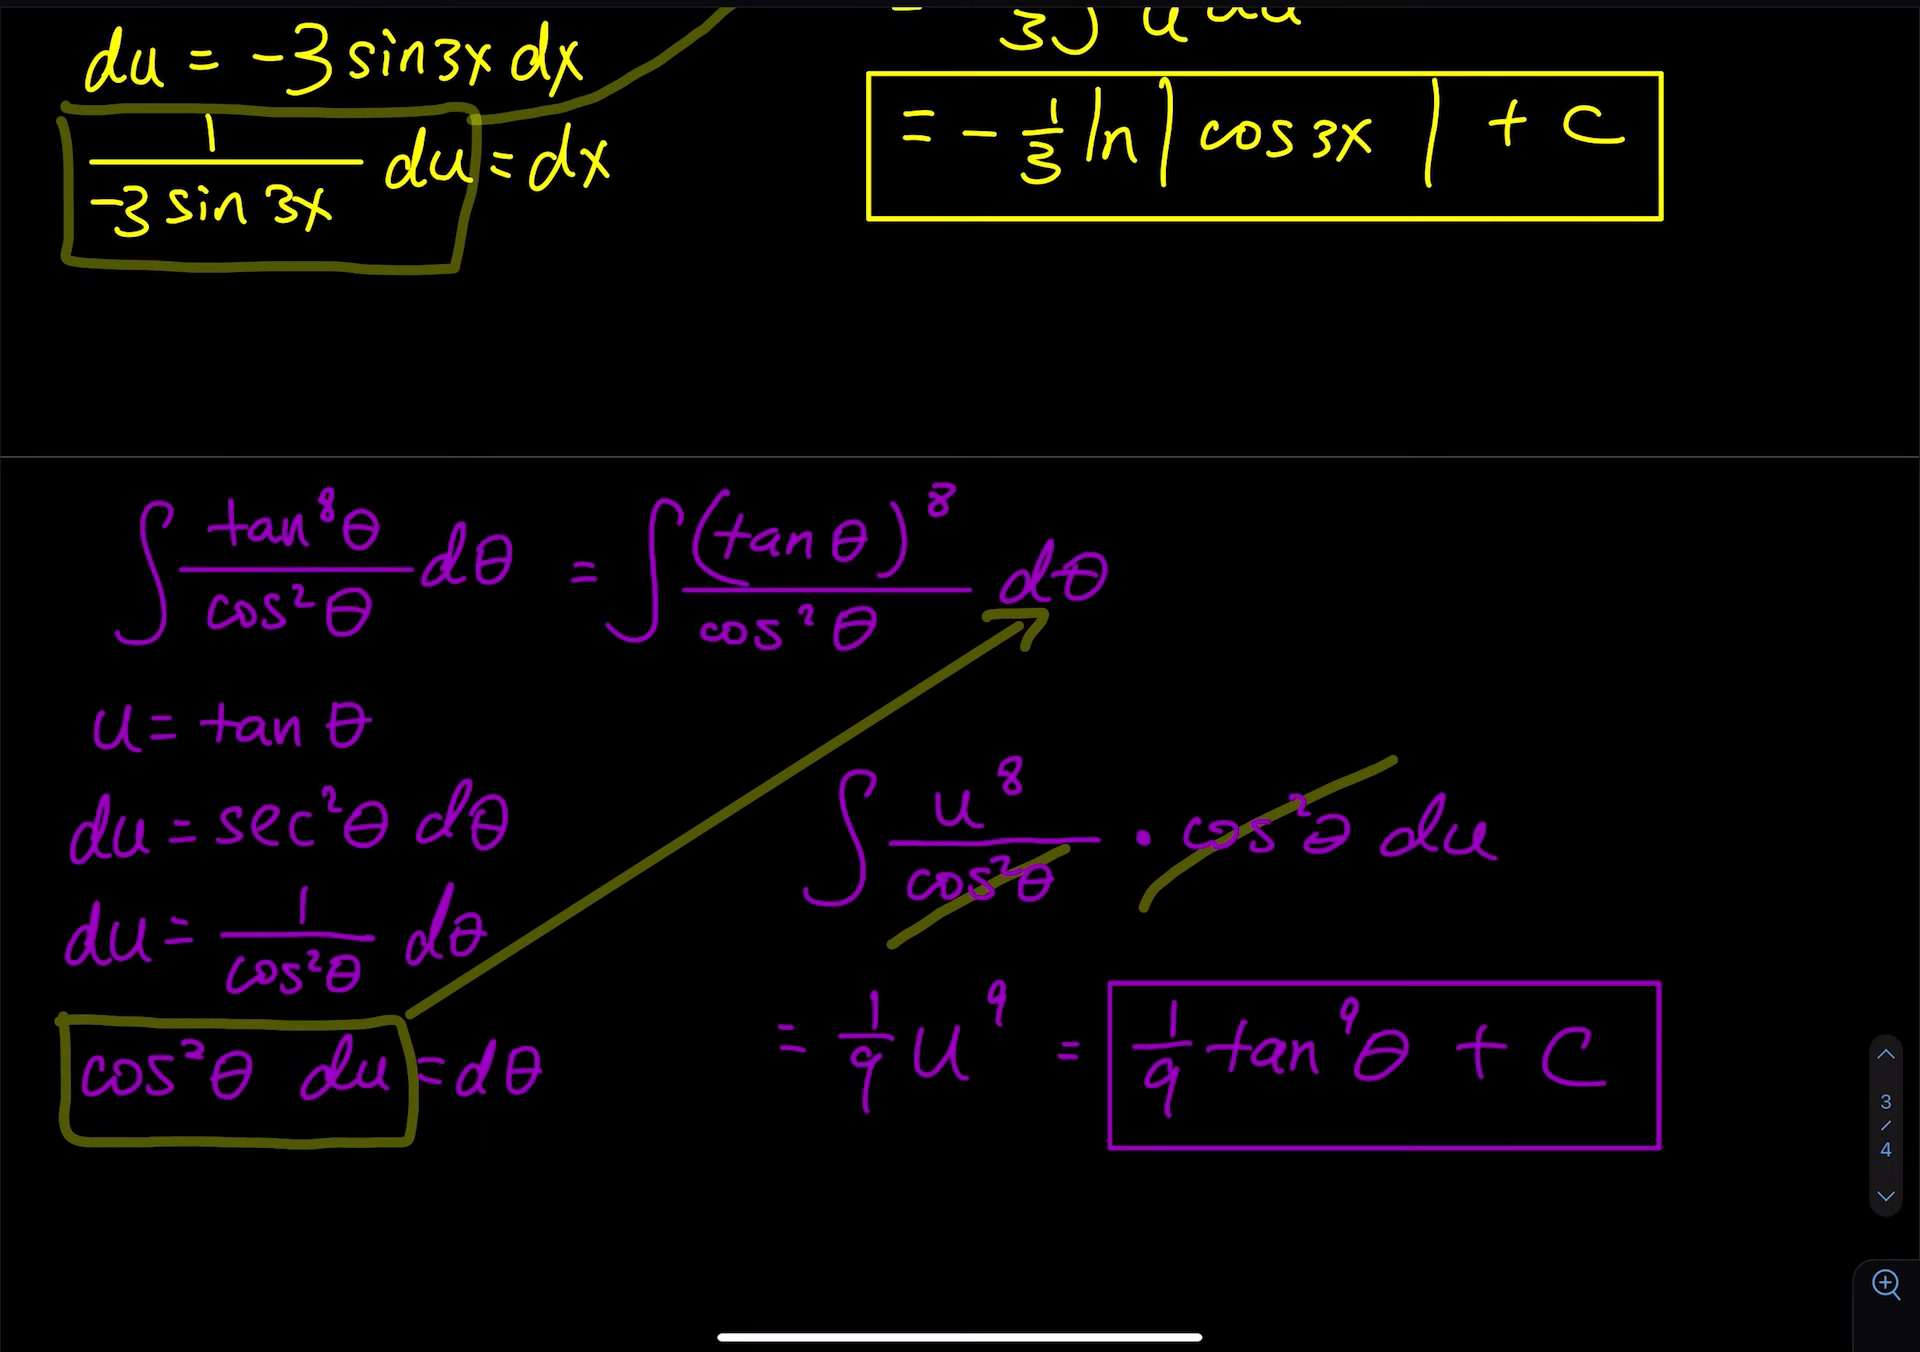 du = -3 sin3x dx
1/(-3 sin 3x) du = dx
= -1/3 ln|cos 3x| + C
∫ tan⁸θ/cos²θ dθ = ∫ (tan θ)⁸/cos²θ dθ
u = tan θ
du = sec²θ dθ
du = 1/cos²θ dθ
cos²θ du = dθ
∫ u⁸/cos²θ · cos²θ du
= 1/9 u⁹ = 1/9 tan⁹θ + C
3
/
4